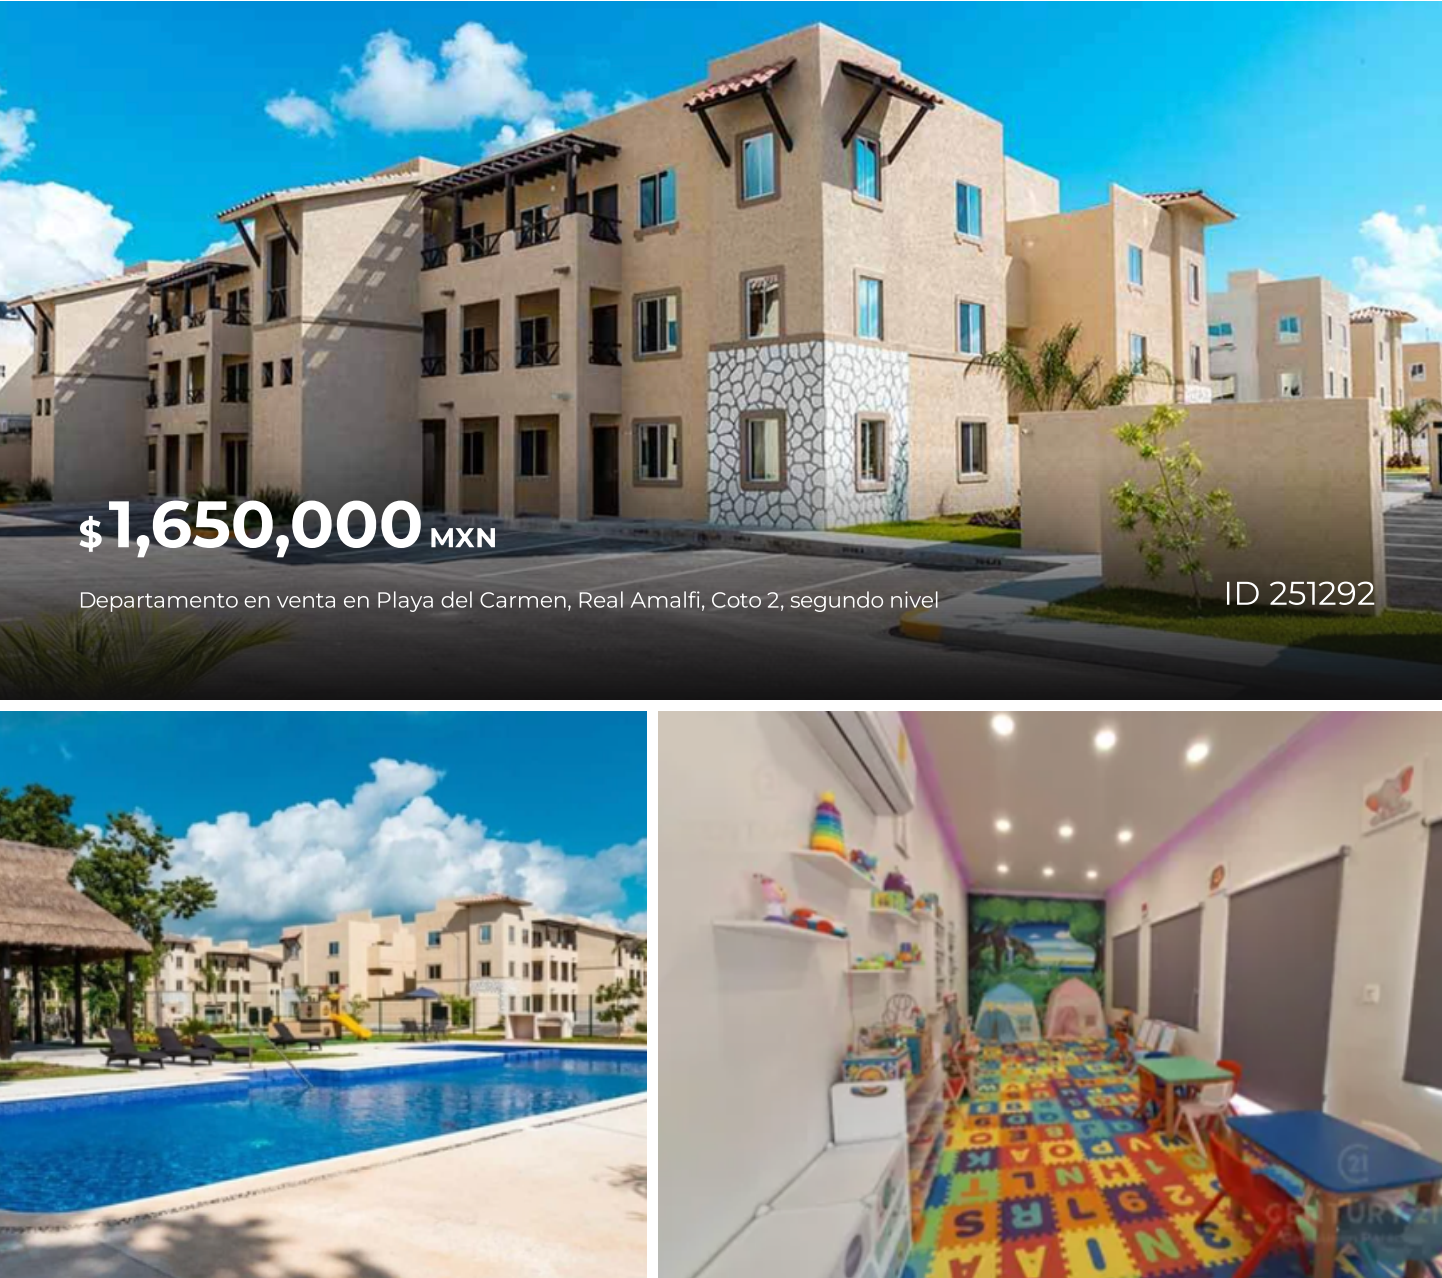 $1,650,000 MXN
Departamento en venta en Playa del Carmen, Real Amalfi, Coto 2, segundo nivel
ID 251292
21
CENTURY 21